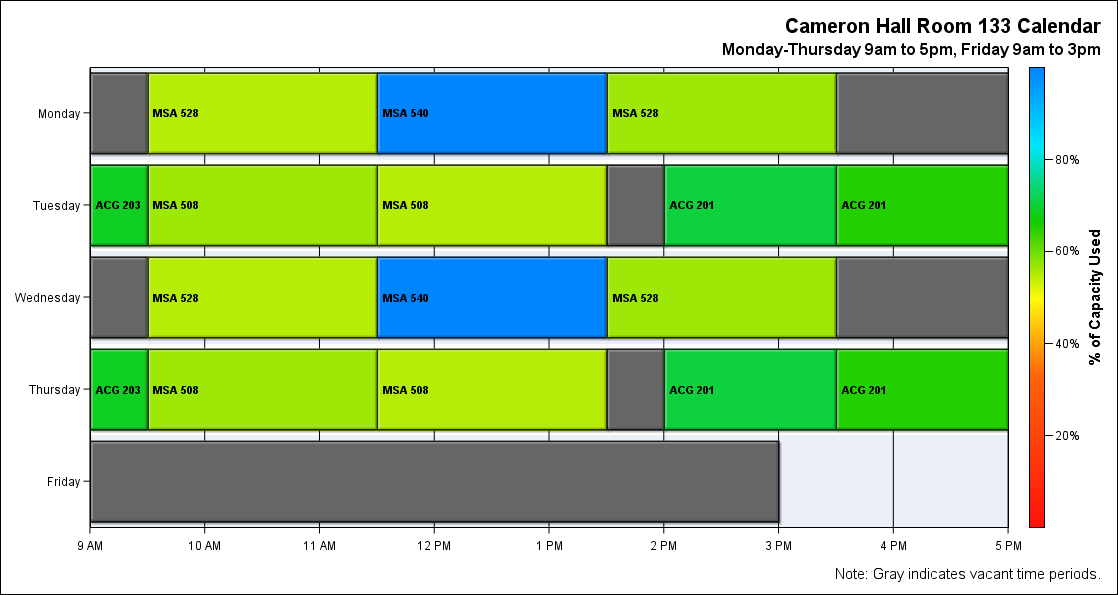 Cameron Hall Room 133 Calendar
Monday-Thursday 9am to 5pm, Friday 9am to 3pm
Monday
MSA 528
MSA 540
MSA 528
Tuesday
ACG 203
MSA 508
MSA 508
ACG 201
ACG 201
Wednesday
MSA 528
MSA 540
MSA 528
Thursday
ACG 203
MSA 508
MSA 508
ACG 201
ACG 201
Friday
9 AM
10 AM
11 AM
12 PM
1 PM
2 PM
3 PM
4 PM
5 PM
80%
60%
40%
20%
% of Capacity Used
Note: Gray indicates vacant time periods.